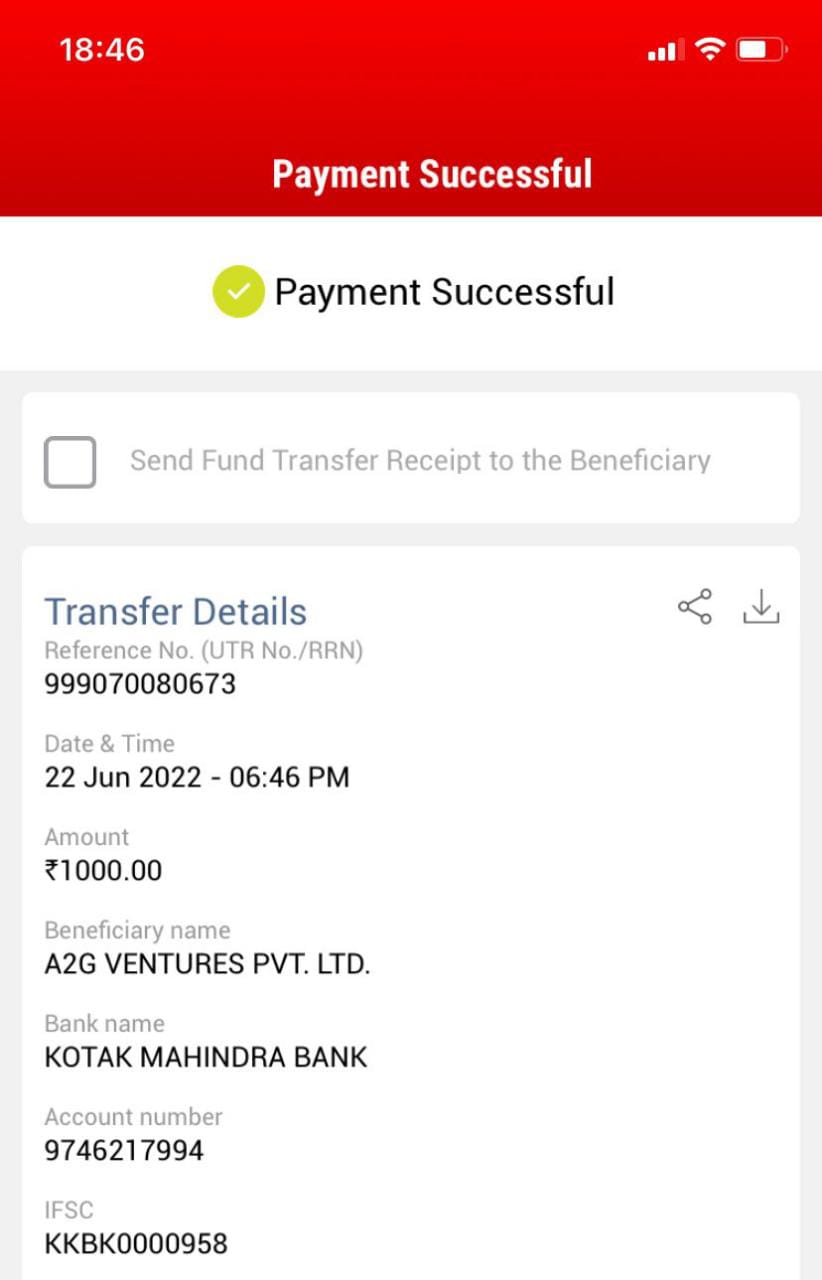 18:46
Payment Successful
Payment Successful
Send Fund Transfer Receipt to the Beneficiary
Transfer Details
Reference No. (UTR No./RRN)
999070080673
Date & Time
22 Jun 2022 - 06:46 PM
Amount
₹1000.00
Beneficiary name
A2G VENTURES PVT. LTD.
Bank name
KOTAK MAHINDRA BANK
Account number
9746217994
IFSC
KKBK0000958